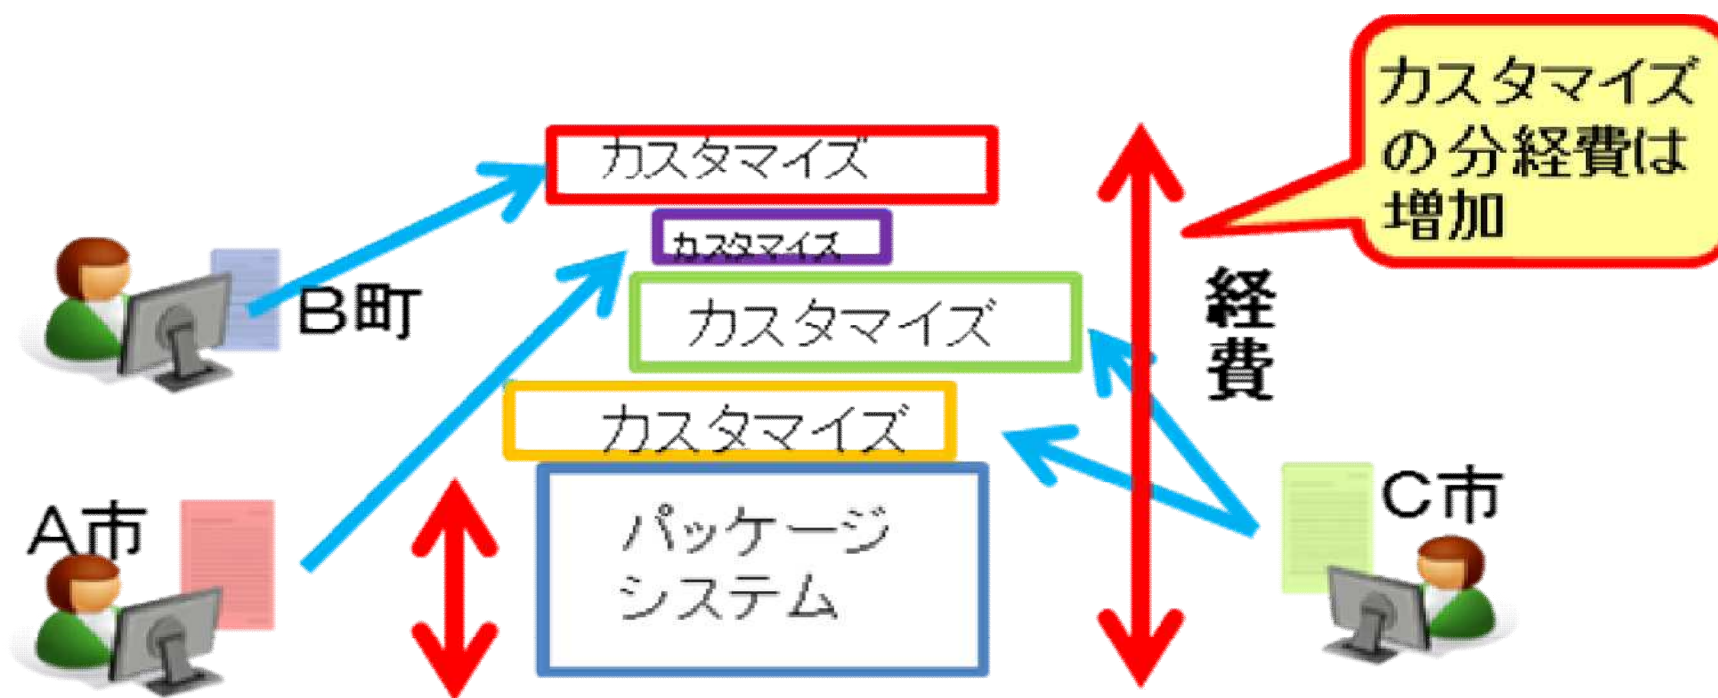 カスタマイズ
の分経費は
増加
カスタマイズ
カスタマイズ
カスタマイズ
カスタマイズ
パッケージ
システム
経費
B町
A市
C市